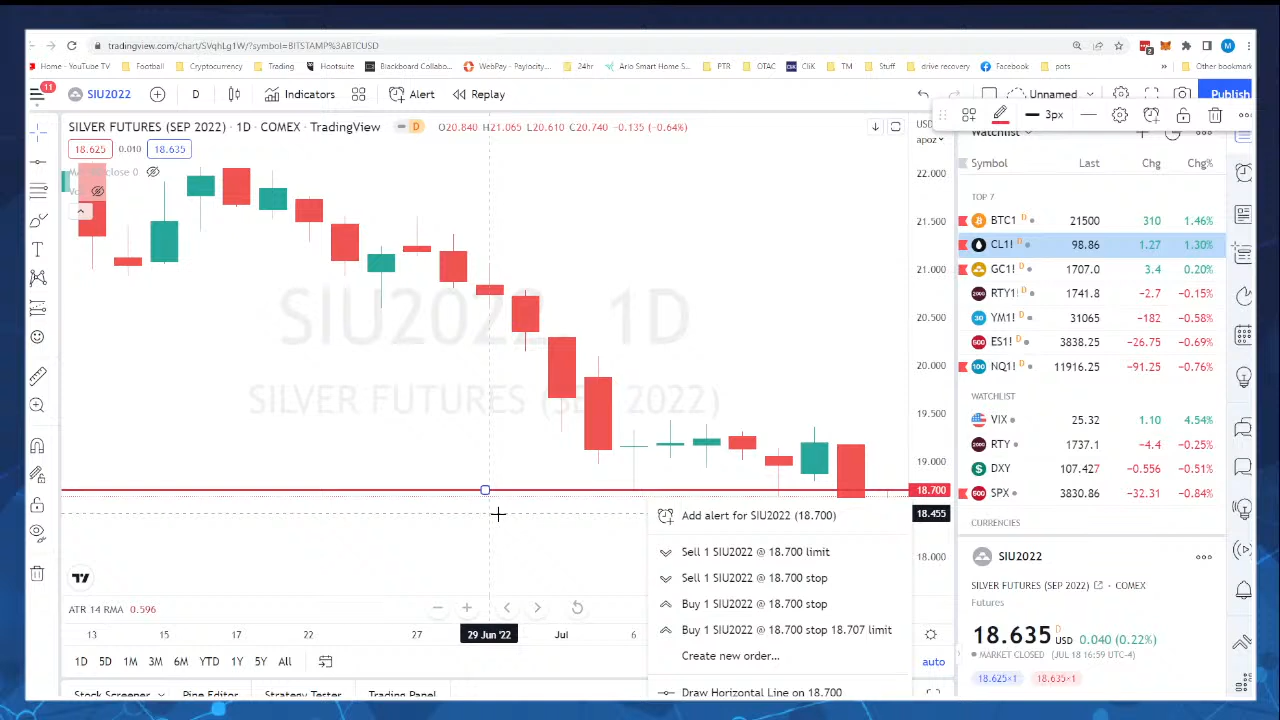 tradingview.com/chart/SVqhLg1W/?symbol=BITSTAMP%3ABTCUSD
2
M
Home - YouTube TV Football Cryptocurrency Trading Hootsuite Blackboard Collabo... WebPay - Paylocity... 24hr Arlo Smart Home S... PTR OTAC Clik TM Stuff drive recovery Facebook pots » Other bookmarks
11
SIU2022 D Indicators Alert Replay Unnamed Publish
3px
SILVER FUTURES (SEP 2022) · 1D · COMEX · TradingView D O20.840 H21.065 L20.610 C20.740 −0.135 (−0.64%)
18.625 0.010 18.635
close 0
USD
apoz
22.000
21.500
21.000
20.500
20.000
19.500
19.000
18.700
18.455
18.000
SIU2022, 1D
SILVER FUTURES (SEP 2022)
Add alert for SIU2022 (18.700)
Sell 1 SIU2022 @ 18.700 limit
Sell 1 SIU2022 @ 18.700 stop
Buy 1 SIU2022 @ 18.700 stop
Buy 1 SIU2022 @ 18.700 stop 18.707 limit
Create new order...
Draw Horizontal Line on 18.700
ATR 14 RMA 0.596
13 15 17 22 27 29 Jun '22 Jul 6
1D 5D 1M 3M 6M YTD 1Y 5Y All
auto
Stock Screener Pine Editor Strategy Tester Trading Panel
Watchlist
Symbol Last Chg Chg%
TOP 7
BTC1 D 21500 310 1.46%
CL1! D 98.86 1.27 1.30%
GC1! D 1707.0 3.4 0.20%
RTY1! D 1741.8 −2.7 −0.15%
YM1! D 31065 −182 −0.58%
ES1! D 3838.25 −26.75 −0.69%
NQ1! D 11916.25 −91.25 −0.76%
WATCHLIST
VIX 25.32 1.10 4.54%
RTY 1737.1 −4.4 −0.25%
DXY 107.427 −0.556 −0.51%
SPX 3830.86 −32.31 −0.84%
CURRENCIES
SIU2022
SILVER FUTURES (SEP 2022) · COMEX
Futures
18.635 D USD 0.040 (0.22%)
MARKET CLOSED (JUL 18 16:59 UTC-4)
18.625×1 18.635×1